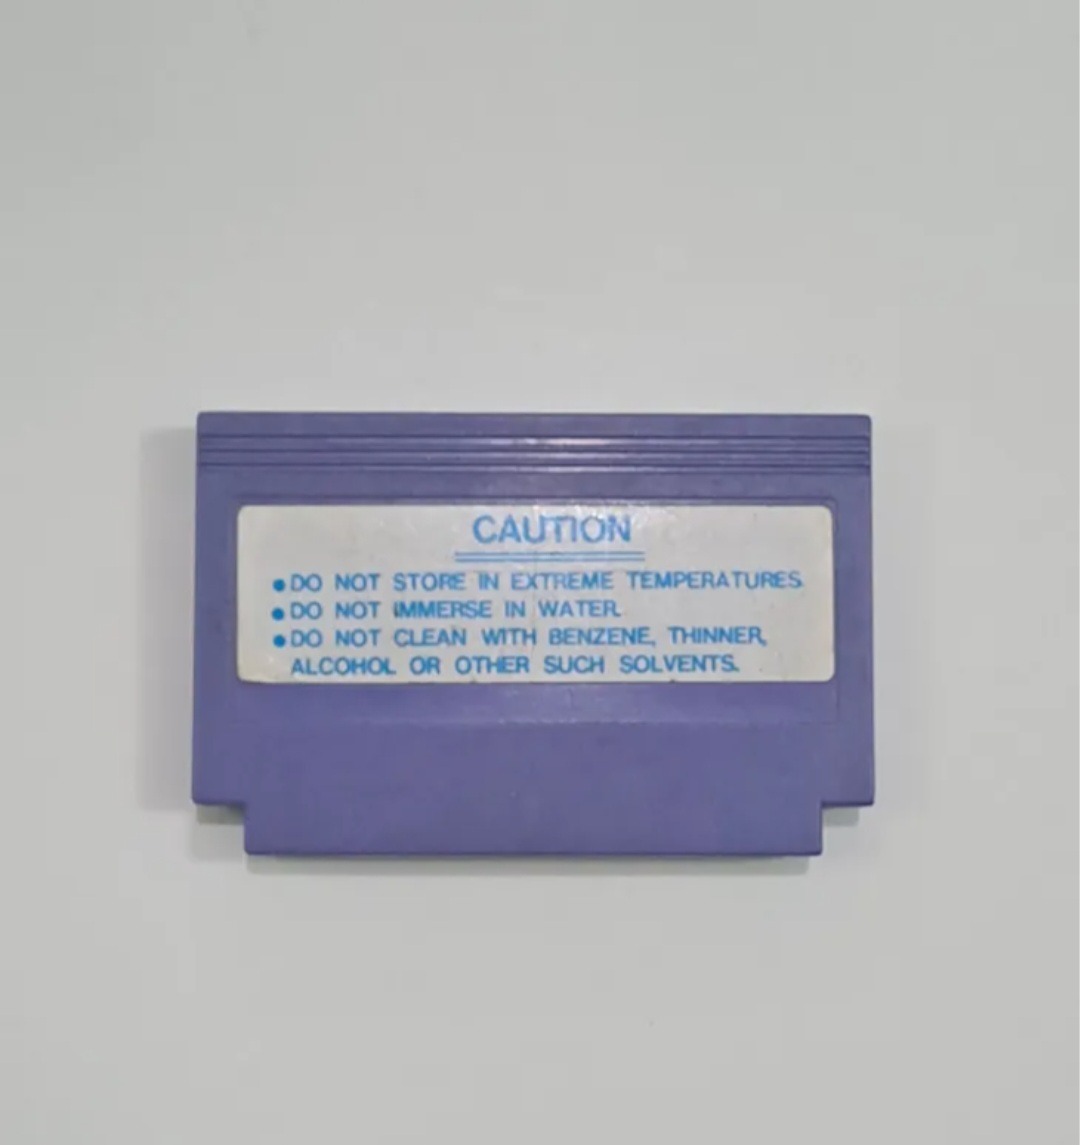 CAUTION
●DO NOT STORE IN EXTREME TEMPERATURES.
●DO NOT IMMERSE IN WATER.
●DO NOT CLEAN WITH BENZENE, THINNER,
ALCOHOL OR OTHER SUCH SOLVENTS.